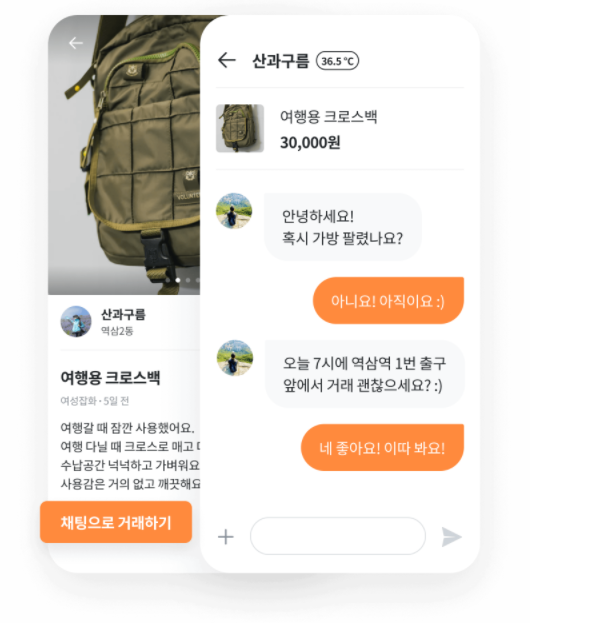 산과구름
역삼2동
여행용 크로스백
여성잡화 · 5일 전
여행갈 때 잠깐 사용했어요.
여행 다닐 때 크로스로 매고
수납공간 넉넉하고 가벼워요
사용감은 거의 없고 깨끗해요
채팅으로 거래하기
산과구름 36.5℃
여행용 크로스백
30,000원
안녕하세요!
혹시 가방 팔렸나요?
아니요! 아직이요 :)
오늘 7시에 역삼역 1번 출구
앞에서 거래 괜찮으세요? :)
네 좋아요! 이따 봐요!